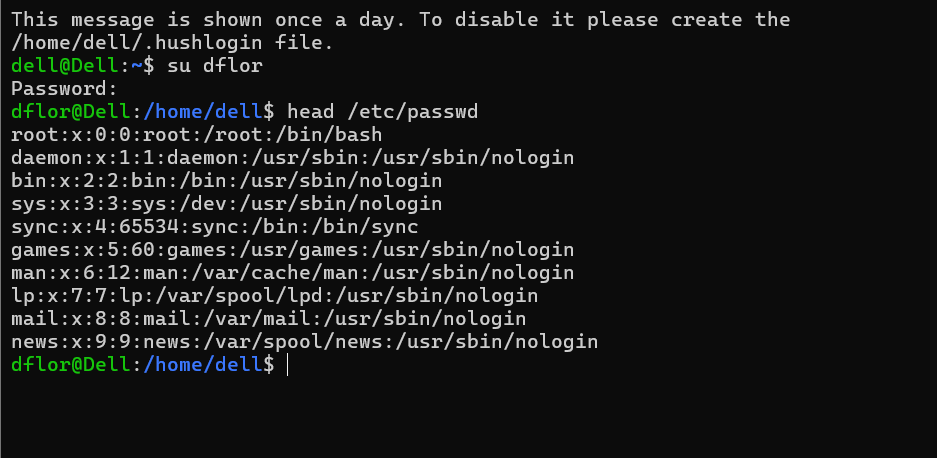 This message is shown once a day. To disable it please create the
/home/dell/.hushlogin file.
dell@Dell:~$ su dflor
Password:
dflor@Dell:/home/dell$ head /etc/passwd
root:x:0:0:root:/root:/bin/bash
daemon:x:1:1:daemon:/usr/sbin:/usr/sbin/nologin
bin:x:2:2:bin:/bin:/usr/sbin/nologin
sys:x:3:3:sys:/dev:/usr/sbin/nologin
sync:x:4:65534:sync:/bin:/bin/sync
games:x:5:60:games:/usr/games:/usr/sbin/nologin
man:x:6:12:man:/var/cache/man:/usr/sbin/nologin
lp:x:7:7:lp:/var/spool/lpd:/usr/sbin/nologin
mail:x:8:8:mail:/var/mail:/usr/sbin/nologin
news:x:9:9:news:/var/spool/news:/usr/sbin/nologin
dflor@Dell:/home/dell$